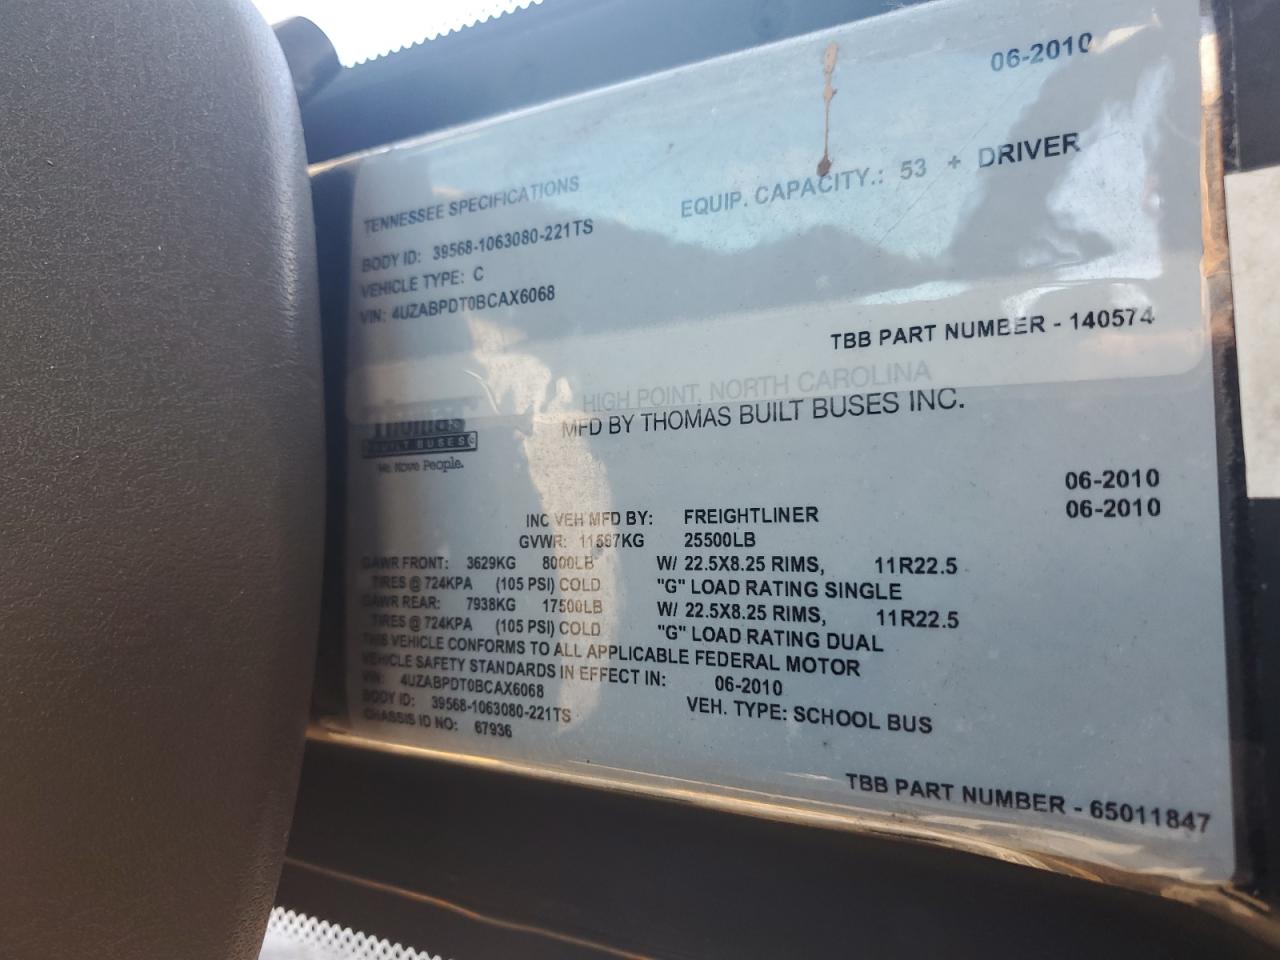 06-2010
TENNESSEE SPECIFICATIONS
EQUIP. CAPACITY.: 53 + DRIVER
BODY ID: 39568-1063080-221TS
VEHICLE TYPE: C
VIN: 4UZABPDT0BCAX6068
TBB PART NUMBER - 140574
HIGH POINT, NORTH CAROLINA
MFD BY THOMAS BUILT BUSES INC.
Thomas
BUILT BUSES
We Move People.
06-2010
INC VEH MFD BY: FREIGHTLINER 06-2010
GVWR: 11567KG 25500LB
GAWR FRONT: 3629KG 8000LB W/ 22.5X8.25 RIMS, 11R22.5
TIRES @ 724KPA (105 PSI) COLD "G" LOAD RATING SINGLE
GAWR REAR: 7938KG 17500LB W/ 22.5X8.25 RIMS, 11R22.5
TIRES @ 724KPA (105 PSI) COLD "G" LOAD RATING DUAL
THIS VEHICLE CONFORMS TO ALL APPLICABLE FEDERAL MOTOR
VEHICLE SAFETY STANDARDS IN EFFECT IN: 06-2010
VIN: 4UZABPDT0BCAX6068
BODY ID: 39568-1063080-221TS VEH. TYPE: SCHOOL BUS
CHASSIS ID NO: 67936
TBB PART NUMBER - 65011847